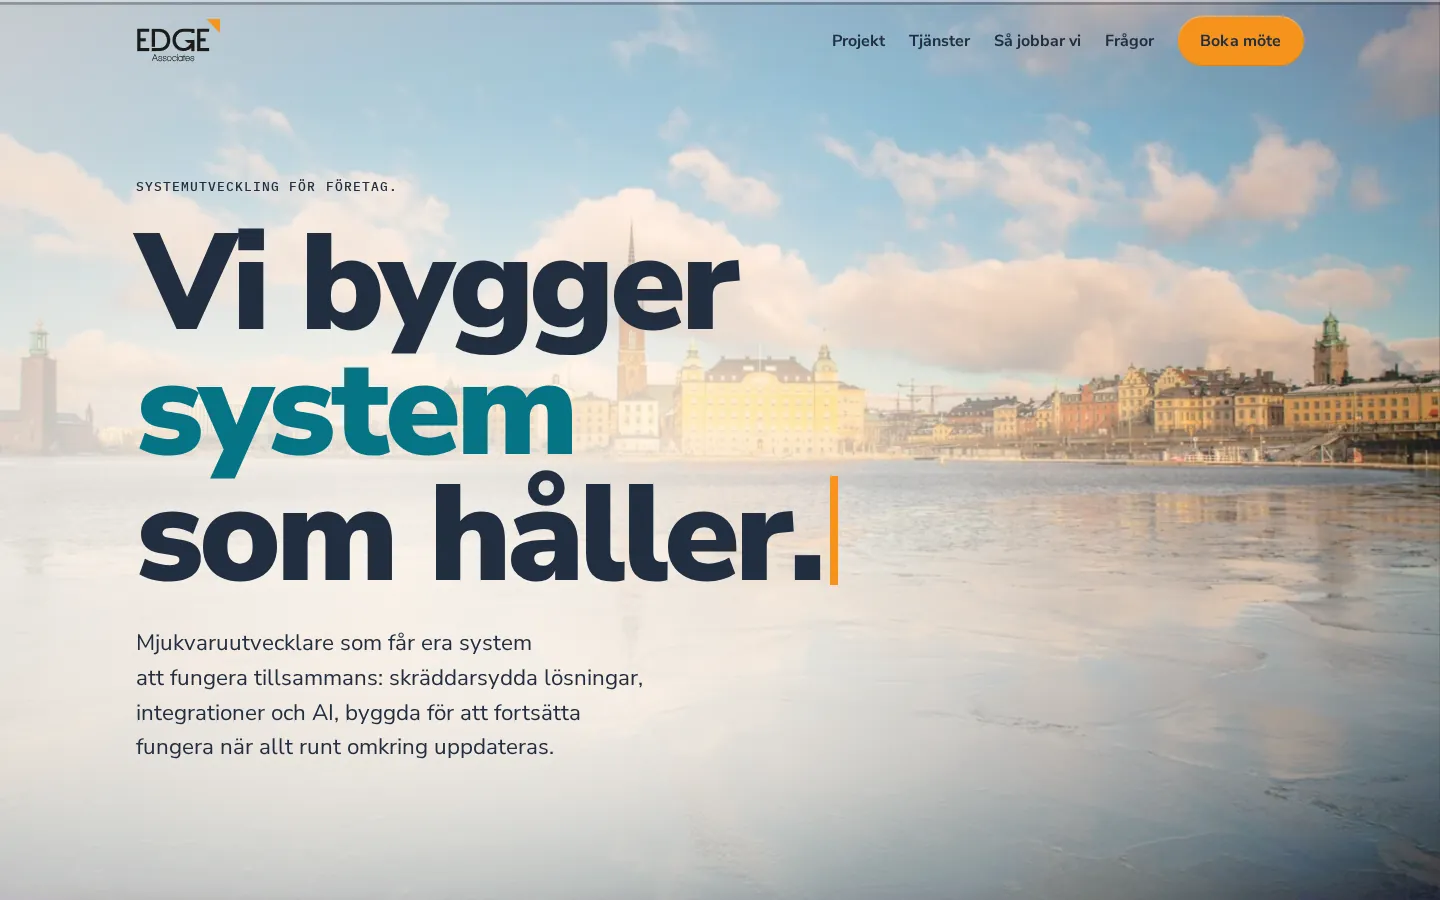 EDGE
Associates
Projekt
Tjänster
Så jobbar vi
Frågor
Boka möte
SYSTEMUTVECKLING FÖR FÖRETAG.
Vi bygger
system
som håller.
Mjukvaruutvecklare som får era system
att fungera tillsammans: skräddarsydda lösningar,
integrationer och AI, byggda för att fortsätta
fungera när allt runt omkring uppdateras.